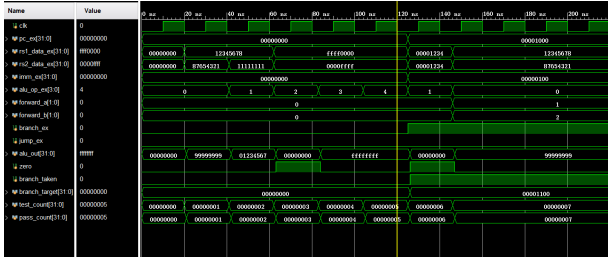 Name Value 0 ns 20 ns 40 ns 60 ns 80 ns 100 ns 120 ns 140 ns 160 ns 180 ns 200 ns
clk 0
pc_ex[31:0] 00000000 00000000 00001000
rs1_data_ex[31:0] ffff0000 00000000 12345678 ffff0000 00001234 12345678
rs2_data_ex[31:0] 0000ffff 00000000 87654321 11111111 0000ffff 00001234 87654321
imm_ex[31:0] 00000000 00000000 00000100
alu_op_ex[3:0] 4 0 1 2 3 4 1 0
forward_a[1:0] 0 0 1
forward_b[1:0] 0 0 2
branch_ex 0
jump_ex 0
alu_out[31:0] ffffffff 00000000 99999999 01234567 00000000 ffffffff 00000000 99999999
zero 0
branch_taken 0
branch_target[31:0] 00000000 00000000 00001100
test_count[31:0] 00000005 00000000 00000001 00000002 00000003 00000004 00000005 00000006 00000007
pass_count[31:0] 00000005 00000000 00000001 00000002 00000003 00000004 00000005 00000006 00000007